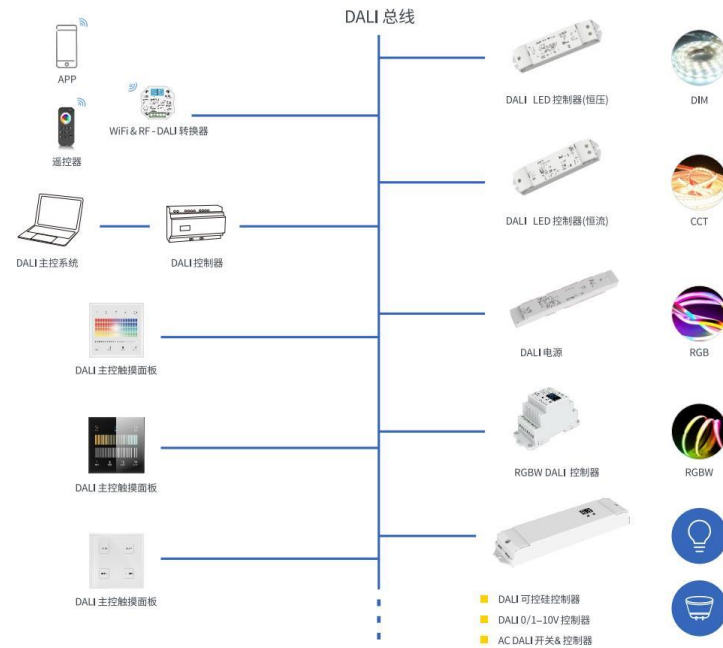 DALI 总线
APP
WiFi & RF - DALI 转换器
遥控器
DALI 主控系统
DALI 控制器
DALI 主控触摸面板
DALI 主控触摸面板
DALI 主控触摸面板
DALI LED 控制器(恒压)
DIM
DALI LED 控制器(恒流)
CCT
DALI 电源
RGB
RGBW DALI 控制器
RGBW
DALI 可控硅控制器
DALI 0/1–10V 控制器
AC DALI 开关& 控制器